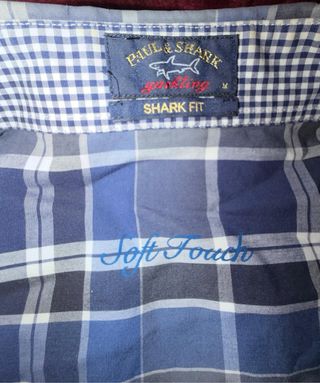 PAUL & SHARK
yachting
SHARK FIT
Soft Touch